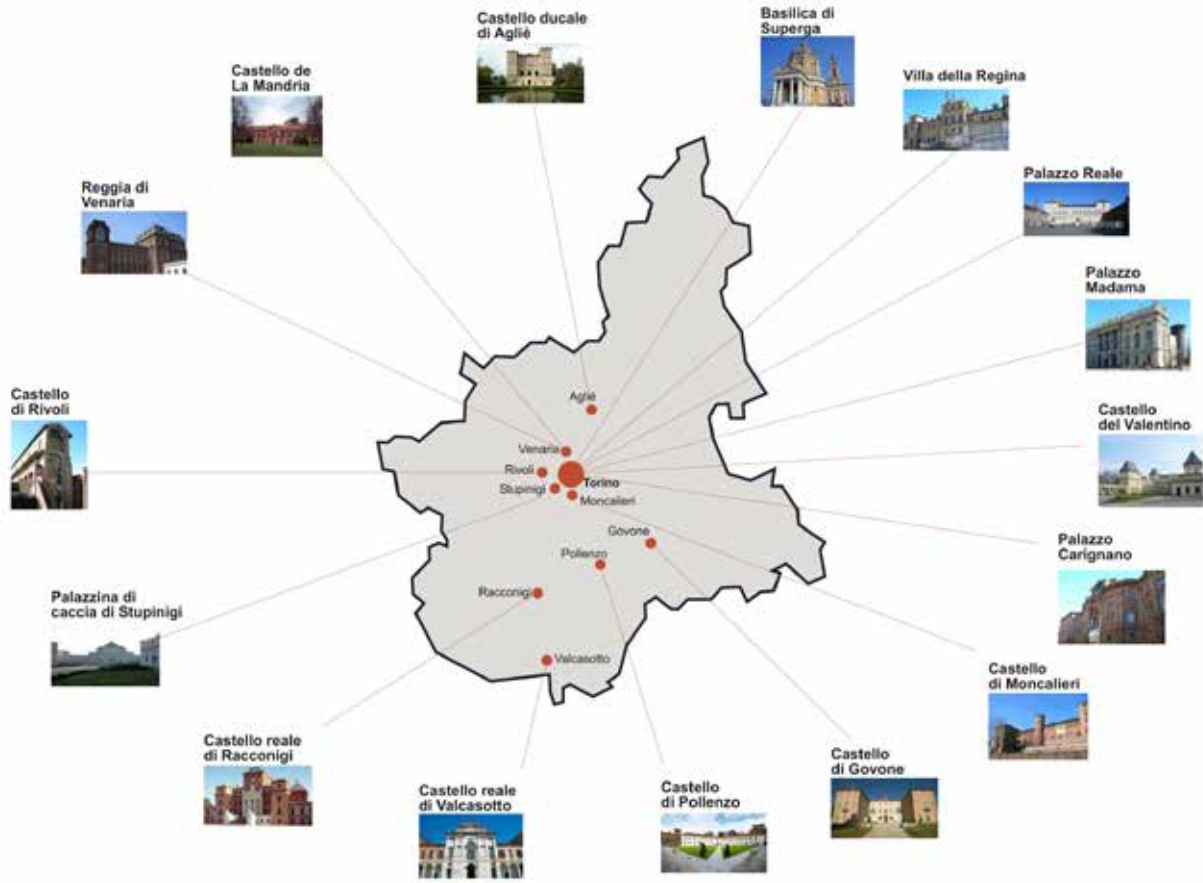 Castello ducale
di Agliè
Basilica di
Superga
Castello de
La Mandria
Villa della Regina
Reggia di
Venaria
Palazzo Reale
Palazzo
Madama
Castello
di Rivoli
Castello
del Valentino
Agliè
Venaria
Rivoli
Torino
Stupinigi
Moncalieri
Govone
Pollenzo
Racconigi
Valcasotto
Palazzo
Carignano
Palazzina di
caccia di Stupinigi
Castello
di Moncalieri
Castello reale
di Racconigi
Castello
di Govone
Castello reale
di Valcasotto
Castello
di Pollenzo